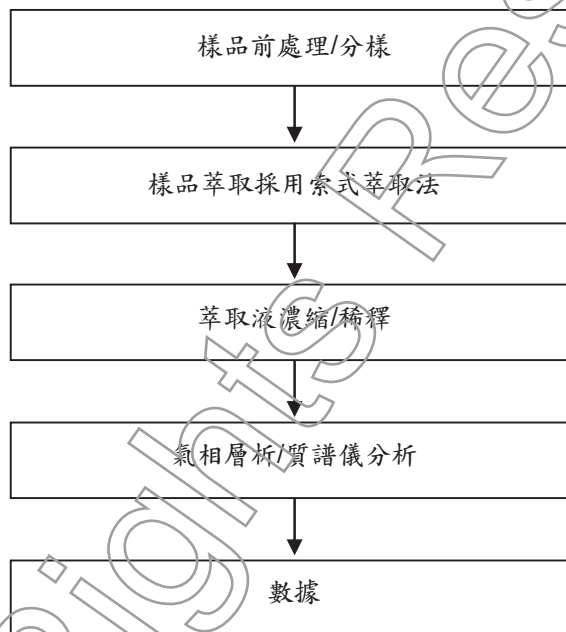 樣品前處理/分樣
樣品萃取採用索式萃取法
萃取液濃縮/稀釋
氣相層析/質譜儀分析
數據